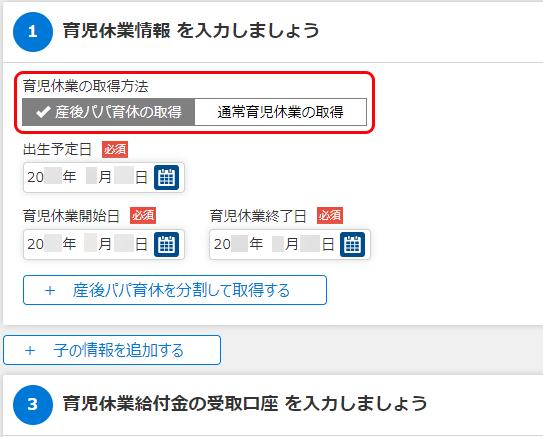 1 育児休業情報 を入力しましょう
育児休業の取得方法
✔ 産後パパ育休の取得 通常育児休業の取得
出生予定日 必須
20 年 月 日
育児休業開始日 必須 育児休業終了日 必須
20 年 月 日 20 年 月 日
＋ 産後パパ育休を分割して取得する
＋ 子の情報を追加する
3 育児休業給付金の受取口座 を入力しましょう